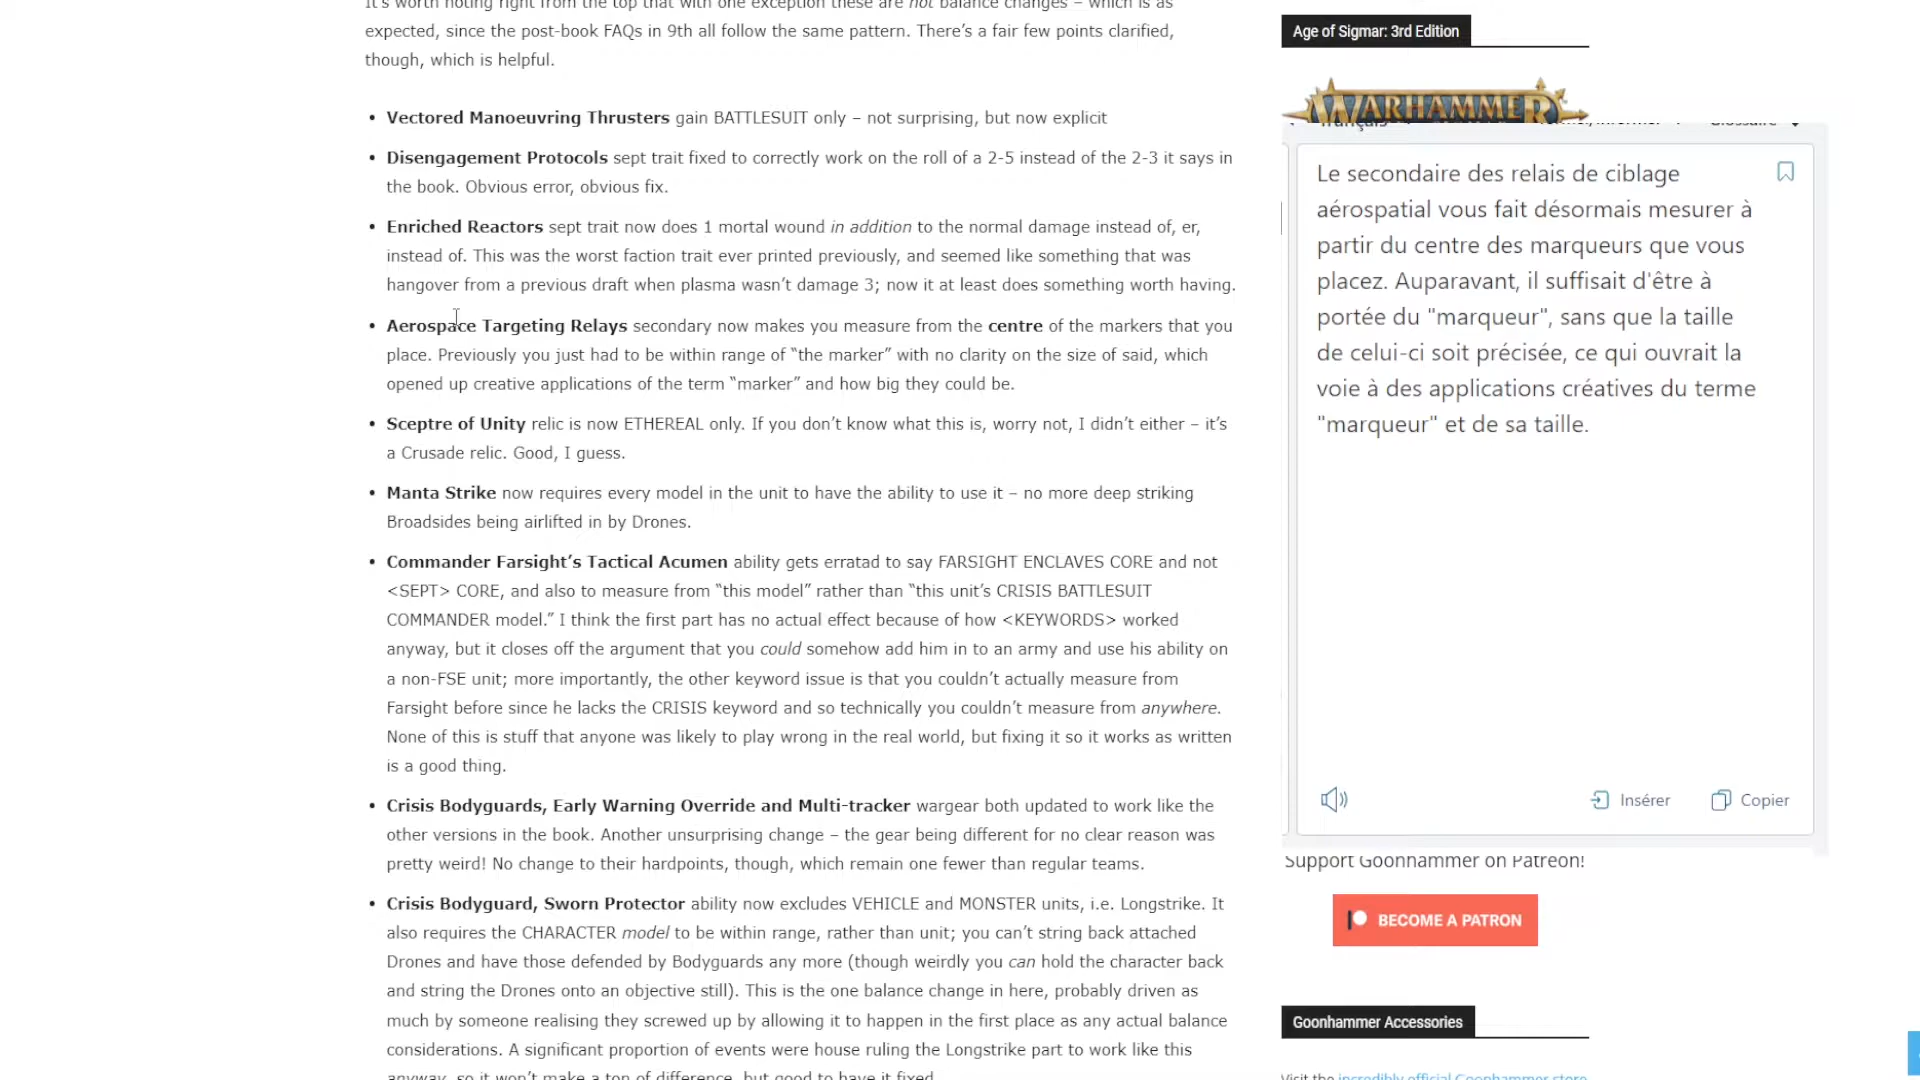 It's worth noting right from the top that with one exception these are not balance changes – which is as
expected, since the post-book FAQs in 9th all follow the same pattern. There's a fair few points clarified,
though, which is helpful.
• Vectored Manoeuvring Thrusters gain BATTLESUIT only – not surprising, but now explicit
• Disengagement Protocols sept trait fixed to correctly work on the roll of a 2-5 instead of the 2-3 it says in
the book. Obvious error, obvious fix.
• Enriched Reactors sept trait now does 1 mortal wound in addition to the normal damage instead of, er,
instead of. This was the worst faction trait ever printed previously, and seemed like something that was
hangover from a previous draft when plasma wasn't damage 3; now it at least does something worth having.
• Aerospace Targeting Relays secondary now makes you measure from the centre of the markers that you
place. Previously you just had to be within range of “the marker” with no clarity on the size of said, which
opened up creative applications of the term “marker” and how big they could be.
• Sceptre of Unity relic is now ETHEREAL only. If you don't know what this is, worry not, I didn't either – it's
a Crusade relic. Good, I guess.
• Manta Strike now requires every model in the unit to have the ability to use it – no more deep striking
Broadsides being airlifted in by Drones.
• Commander Farsight's Tactical Acumen ability gets erratad to say FARSIGHT ENCLAVES CORE and not
<SEPT> CORE, and also to measure from “this model” rather than “this unit's CRISIS BATTLESUIT
COMMANDER model.” I think the first part has no actual effect because of how <KEYWORDS> worked
anyway, but it closes off the argument that you could somehow add him in to an army and use his ability on
a non-FSE unit; more importantly, the other keyword issue is that you couldn't actually measure from
Farsight before since he lacks the CRISIS keyword and so technically you couldn't measure from anywhere.
None of this is stuff that anyone was likely to play wrong in the real world, but fixing it so it works as written
is a good thing.
• Crisis Bodyguards, Early Warning Override and Multi-tracker wargear both updated to work like the
other versions in the book. Another unsurprising change – the gear being different for no clear reason was
pretty weird! No change to their hardpoints, though, which remain one fewer than regular teams.
• Crisis Bodyguard, Sworn Protector ability now excludes VEHICLE and MONSTER units, i.e. Longstrike. It
also requires the CHARACTER model to be within range, rather than unit; you can't string back attached
Drones and have those defended by Bodyguards any more (though weirdly you can hold the character back
and string the Drones onto an objective still). This is the one balance change in here, probably driven as
much by someone realising they screwed up by allowing it to happen in the first place as any actual balance
considerations. A significant proportion of events were house ruling the Longstrike part to work like this
anyway, so it won't make a ton of difference, but good to have it fixed.
Age of Sigmar: 3rd Edition
WARHAMMER
français
Glossaire
Le secondaire des relais de ciblage
aérospatial vous fait désormais mesurer à
partir du centre des marqueurs que vous
placez. Auparavant, il suffisait d'être à
portée du "marqueur", sans que la taille
de celui-ci soit précisée, ce qui ouvrait la
voie à des applications créatives du terme
"marqueur" et de sa taille.
Insérer Copier
Support Goonhammer on Patreon!
BECOME A PATRON
Goonhammer Accessories
Visit the incredibly official Goonhammer store